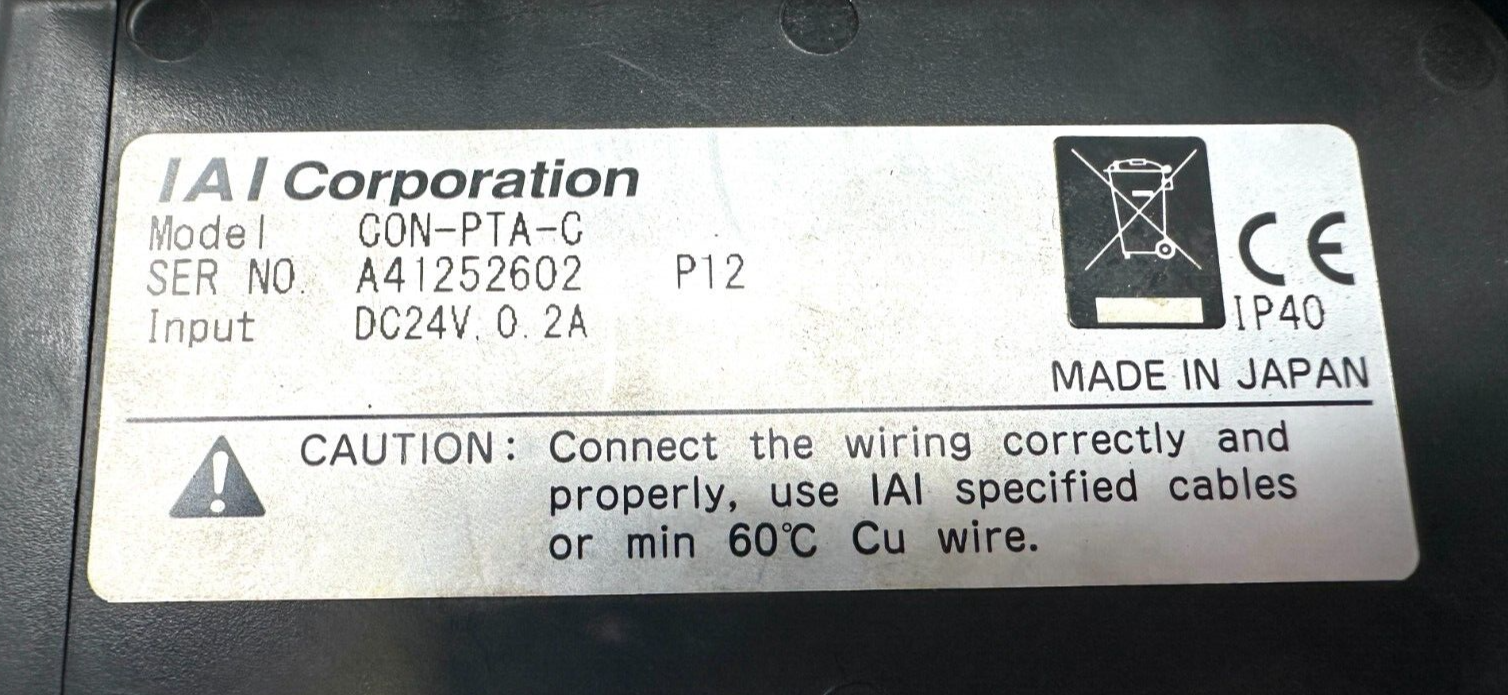 IAI Corporation
Model CON-PTA-C
SER NO. A41252602 P12
Input DC24V, 0.2A
CE
IP40
MADE IN JAPAN
CAUTION: Connect the wiring correctly and
properly, use IAI specified cables
or min 60℃ Cu wire.